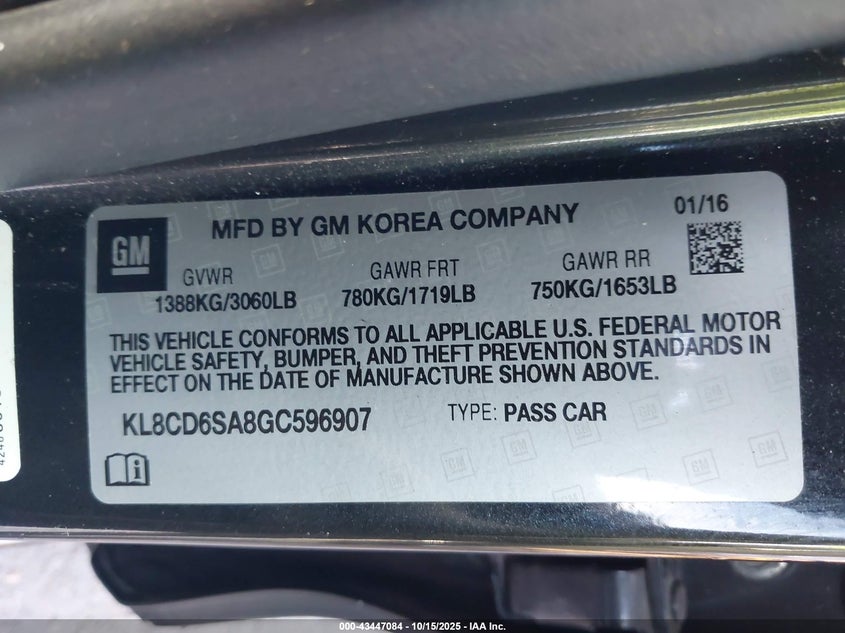 MFD BY GM KOREA COMPANY
01/16
GM
GVWR
1388KG/3060LB
GAWR FRT
780KG/1719LB
GAWR RR
750KG/1653LB
THIS VEHICLE CONFORMS TO ALL APPLICABLE U.S. FEDERAL MOTOR
VEHICLE SAFETY, BUMPER, AND THEFT PREVENTION STANDARDS IN
EFFECT ON THE DATE OF MANUFACTURE SHOWN ABOVE.
KL8CD6SA8GC596907
TYPE: PASS CAR
000-43447084 - 10/15/2025 - IAA Inc.